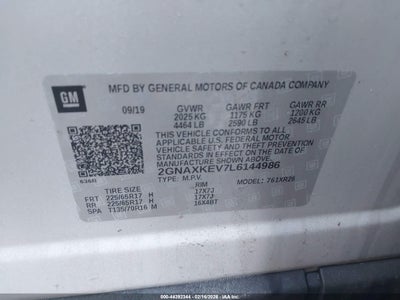 GM
MFD BY GENERAL MOTORS OF CANADA COMPANY
09/19 GVWR GAWR FRT GAWR RR
2025 KG 1175 KG 1200 KG
4464 LB 2590 LB 2645 LB
THIS VEHICLE CONFORMS TO ALL
APPLICABLE U.S. FEDERAL MOTOR
VEHICLE SAFETY, BUMPER, AND
THEFT PREVENTION STANDARDS IN
EFFECT ON THE DATE OF
MANUFACTURE SHOWN ABOVE.
2GNAXKEV7L6144986
TYPE: M.P.V. MODEL: 
TIRE SIZE RIM
FRT 225/65R17 H 17X7J
RR 225/65R17 H 17X7J
SPA T135/70R16 M 16X4BT